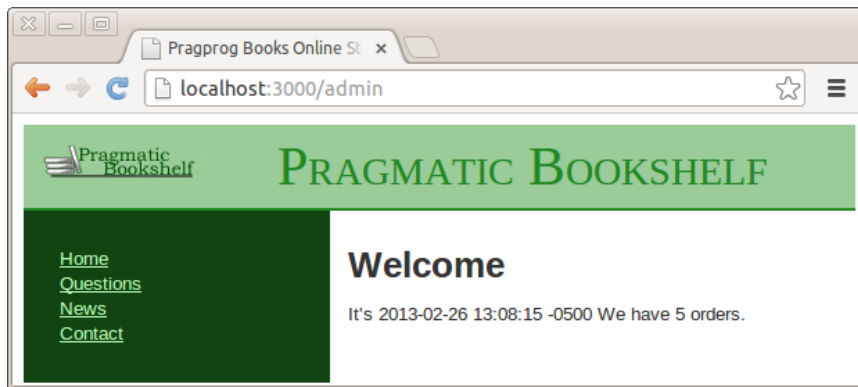 Pragprog Books Online St
localhost:3000/admin
Pragmatic
Bookshelf
PRAGMATIC BOOKSHELF
Home
Questions
News
Contact
Welcome
It's 2013-02-26 13:08:15 -0500 We have 5 orders.